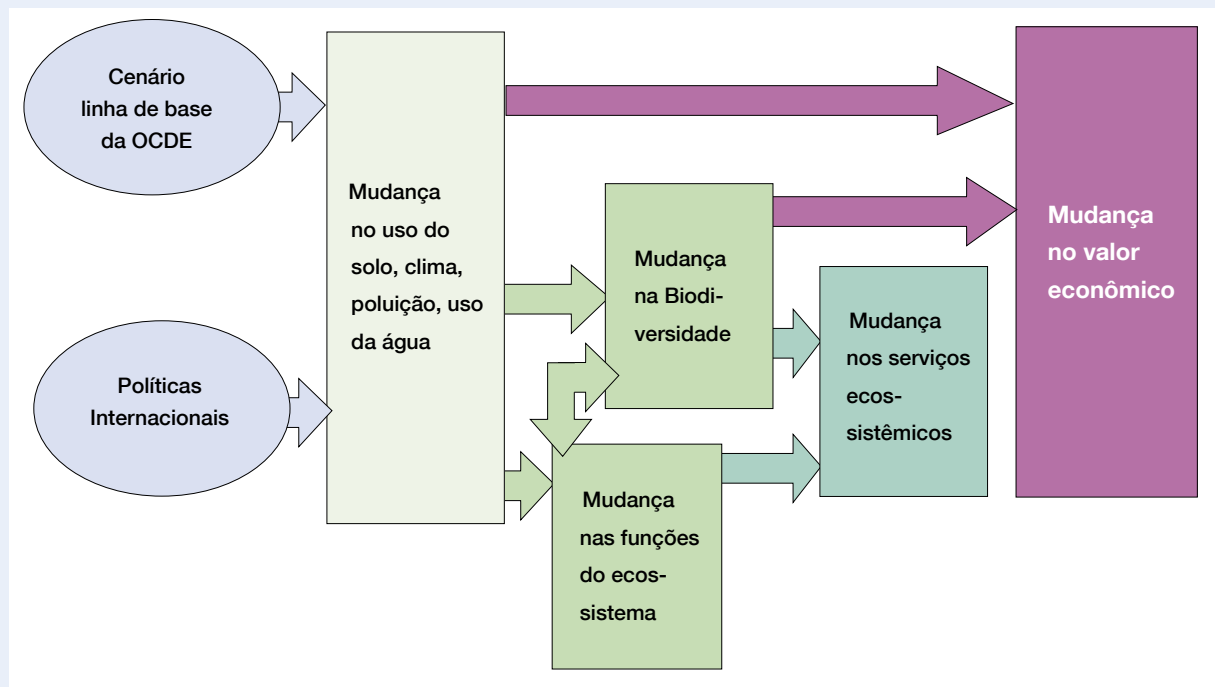 Cenário
linha de base
da OCDE
Políticas
Internacionais
Mudança
no uso do
solo, clima,
poluição, uso
da água
Mudança
na Biodi-
versidade
Mudança
nas funções
do ecos-
sistema
Mudança
nos serviços
ecos-
sistêmicos
Mudança
no valor
econômico